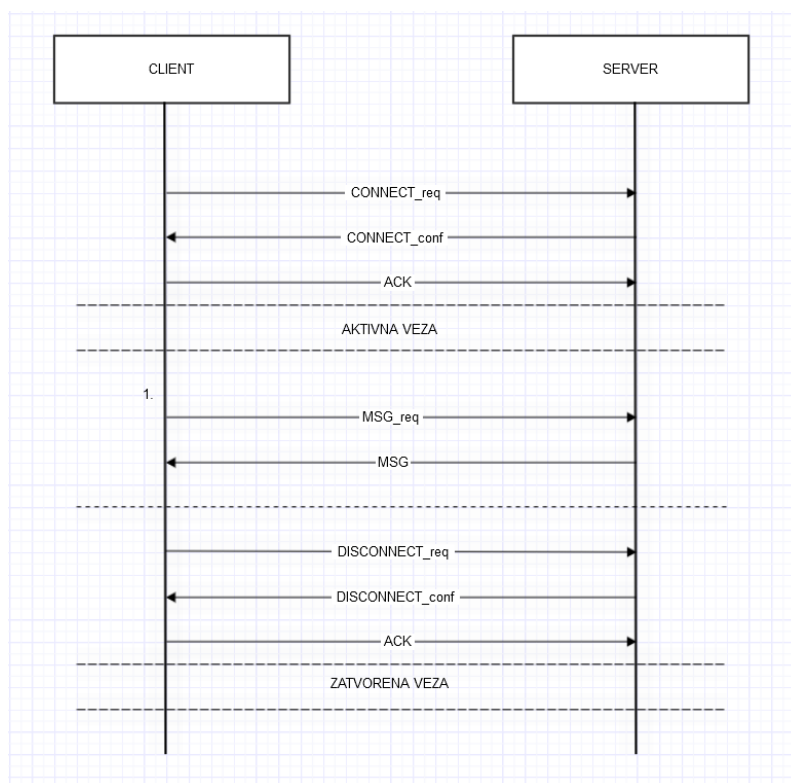 CLIENT
SERVER
CONNECT_req
CONNECT_conf
ACK
AKTIVNA VEZA
1.
MSG_req
MSG
DISCONNECT_req
DISCONNECT_conf
ACK
ZATVORENA VEZA